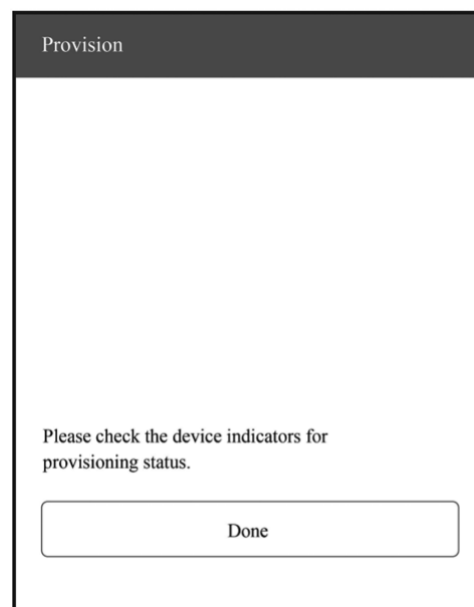 Provision
Please check the device indicators for
provisioning status.
Done